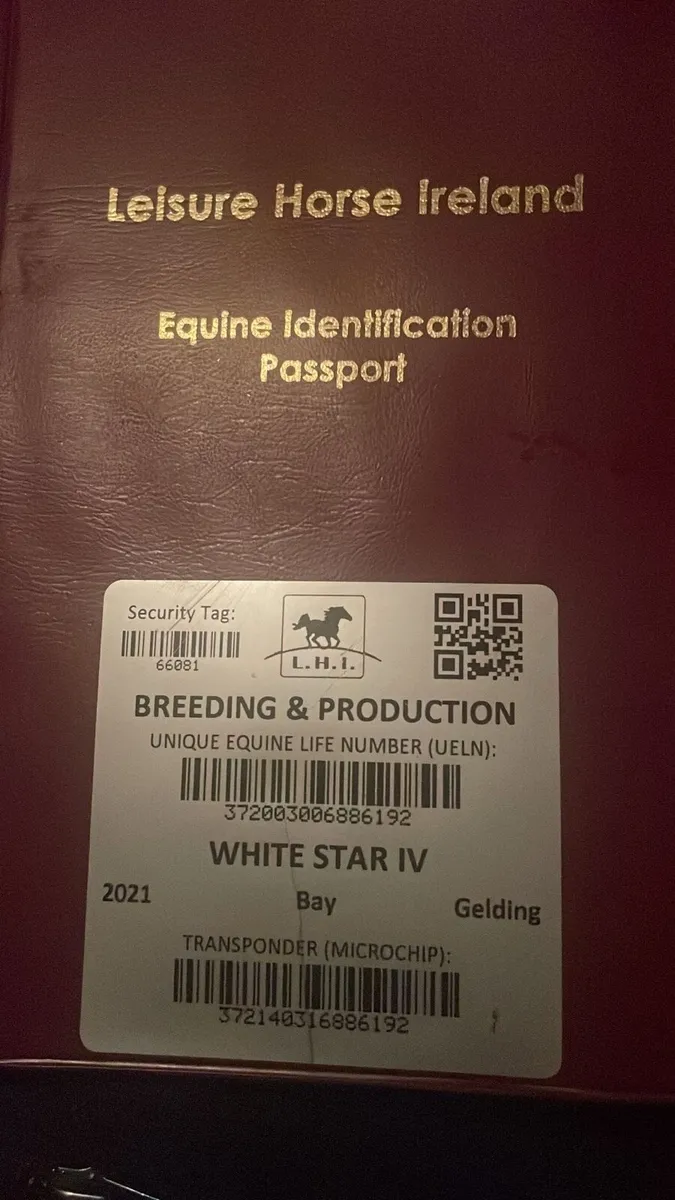 Leisure Horse Ireland
Equine Identification
Passport
Security Tag:
66081
L.H.I.
BREEDING & PRODUCTION
UNIQUE EQUINE LIFE NUMBER (UELN):
372003006886192
WHITE STAR IV
2021 Bay Gelding
TRANSPONDER (MICROCHIP):
372140316886192